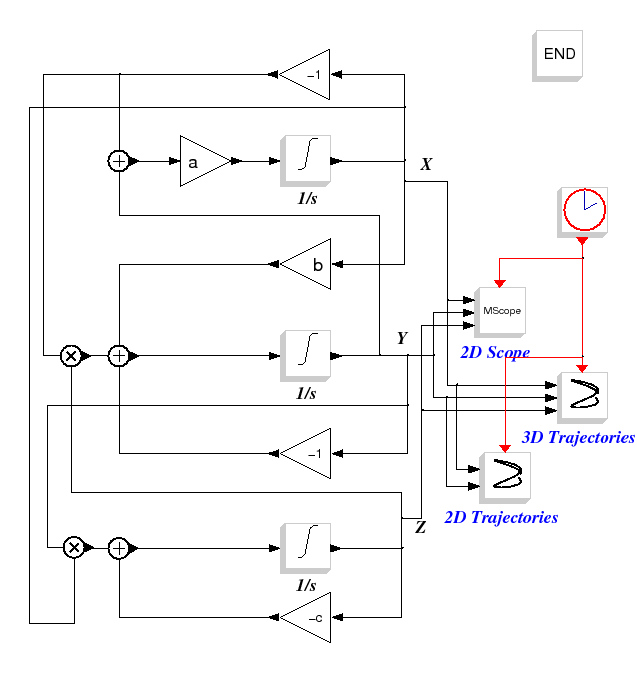 END
-1
a
1/s
X
b
MScope
2D Scope
Y
1/s
3D Trajectories
-1
2D Trajectories
Z
1/s
-c